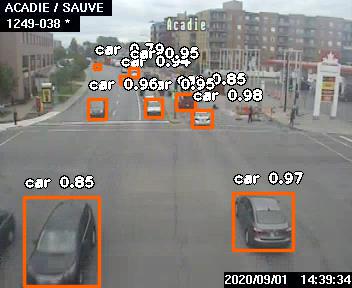 ACADIE / SAUVE
1249-038 *
Acadie
car 0.79
car 0.95
car 0.94
car 0.96
car 0.95
car 0.85
car 0.98
car 0.85
car 0.97
2020/09/01 14:39:34